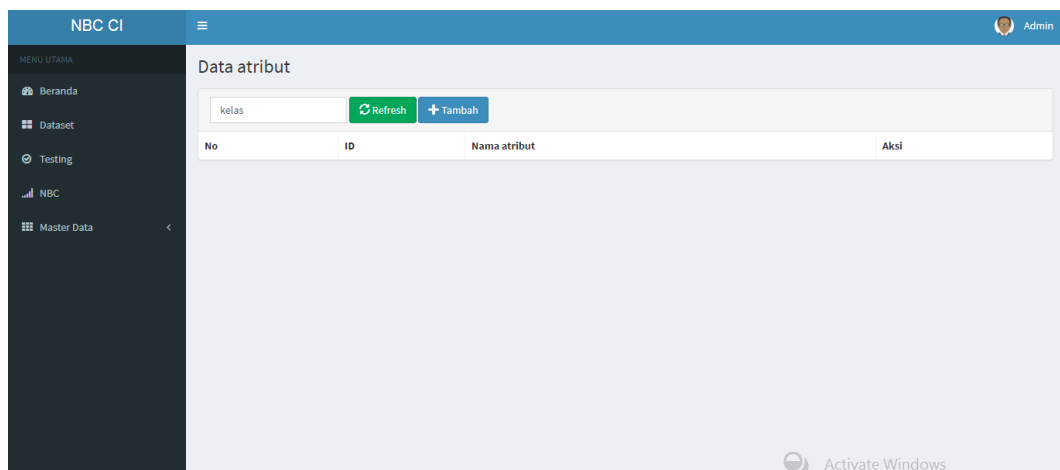 NBC CI
Admin
MENU UTAMA
Beranda
Dataset
Testing
NBC
Master Data
Data atribut
kelas Refresh Tambah
No ID Nama atribut Aksi
Activate Windows